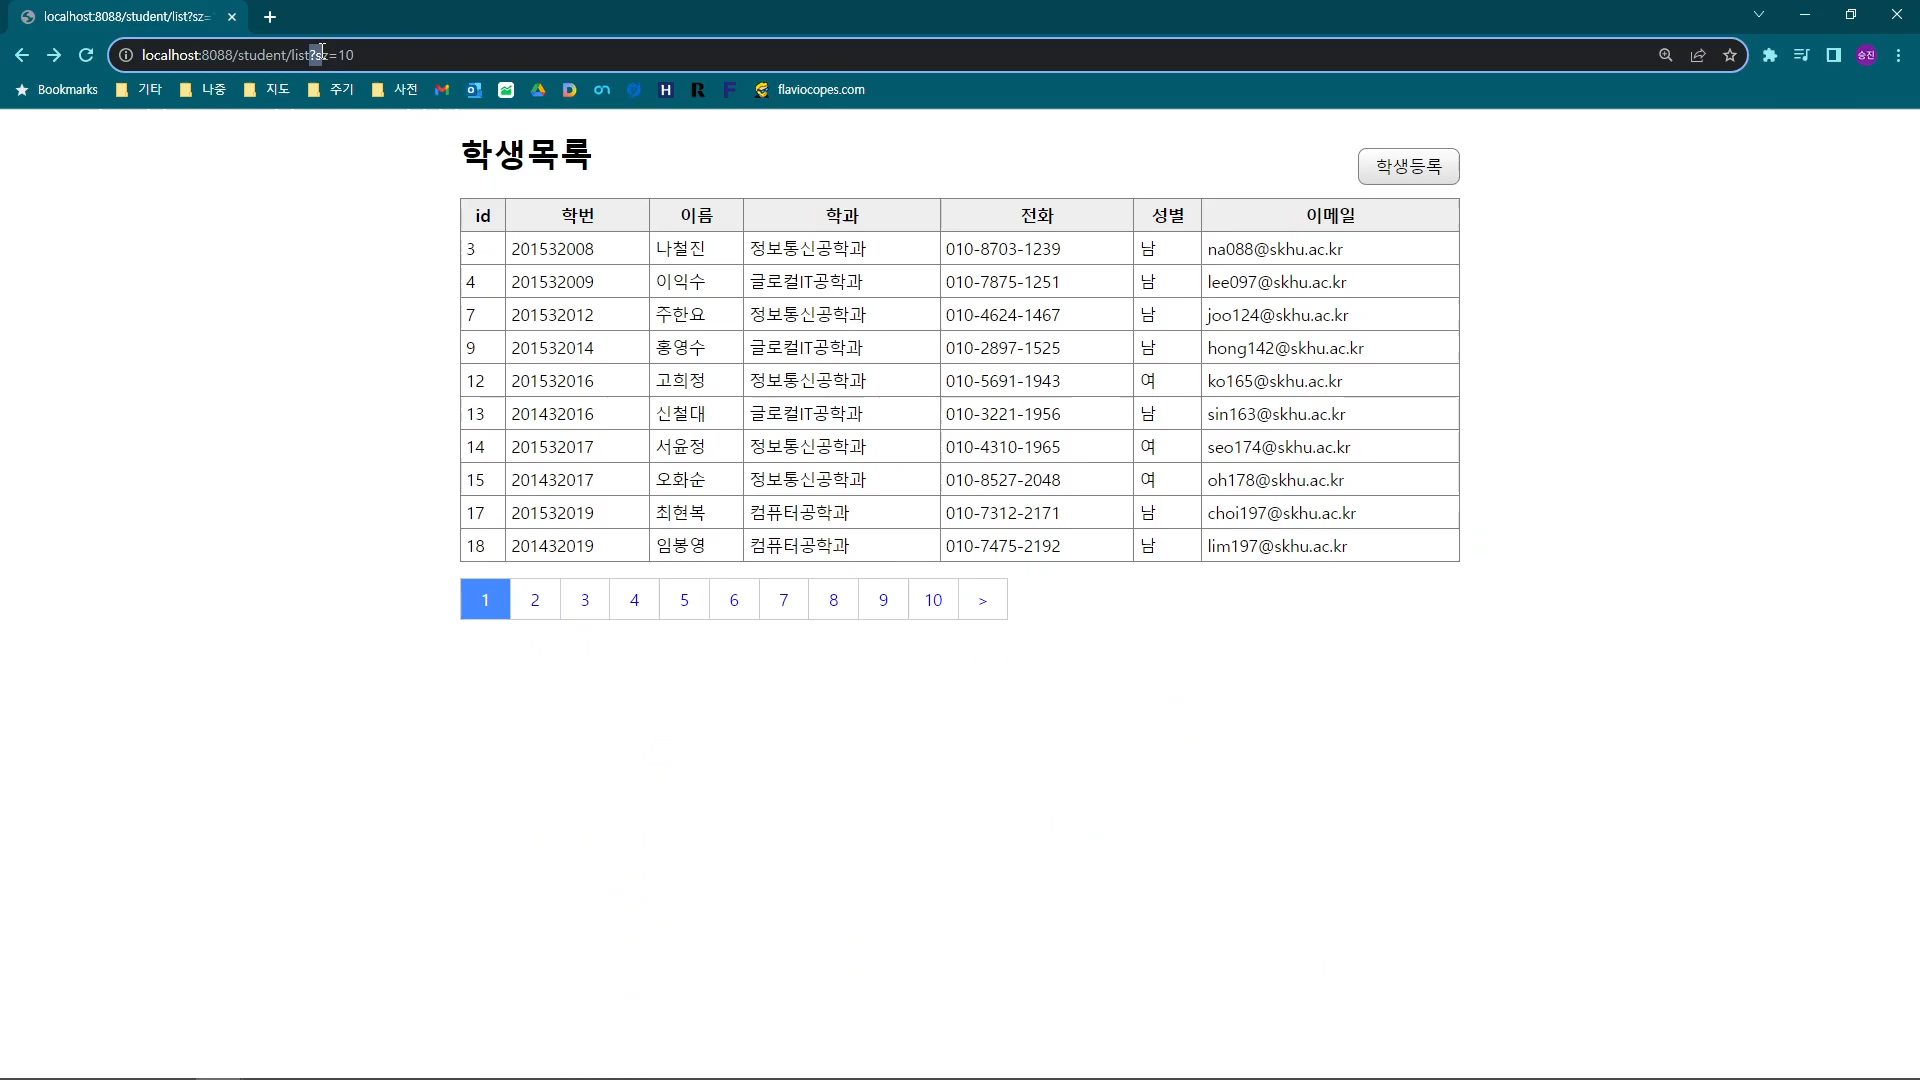 localhost:8088/student/list?sz=
localhost:8088/student/list?sz=10
승진
Bookmarks 기타 나중 지도 주기 사전 H R F flaviocopes.com
학생목록
학생등록
id 학번 이름 학과 전화 성별 이메일
3 201532008 나철진 정보통신공학과 010-8703-1239 남 na088@skhu.ac.kr
4 201532009 이익수 글로컬IT공학과 010-7875-1251 남 lee097@skhu.ac.kr
7 201532012 주한요 정보통신공학과 010-4624-1467 남 joo124@skhu.ac.kr
9 201532014 홍영수 글로컬IT공학과 010-2897-1525 남 hong142@skhu.ac.kr
12 201532016 고희정 정보통신공학과 010-5691-1943 여 ko165@skhu.ac.kr
13 201432016 신철대 글로컬IT공학과 010-3221-1956 남 sin163@skhu.ac.kr
14 201532017 서윤정 정보통신공학과 010-4310-1965 여 seo174@skhu.ac.kr
15 201432017 오화순 정보통신공학과 010-8527-2048 여 oh178@skhu.ac.kr
17 201532019 최현복 컴퓨터공학과 010-7312-2171 남 choi197@skhu.ac.kr
18 201432019 임봉영 컴퓨터공학과 010-7475-2192 남 lim197@skhu.ac.kr
1 2 3 4 5 6 7 8 9 10 >